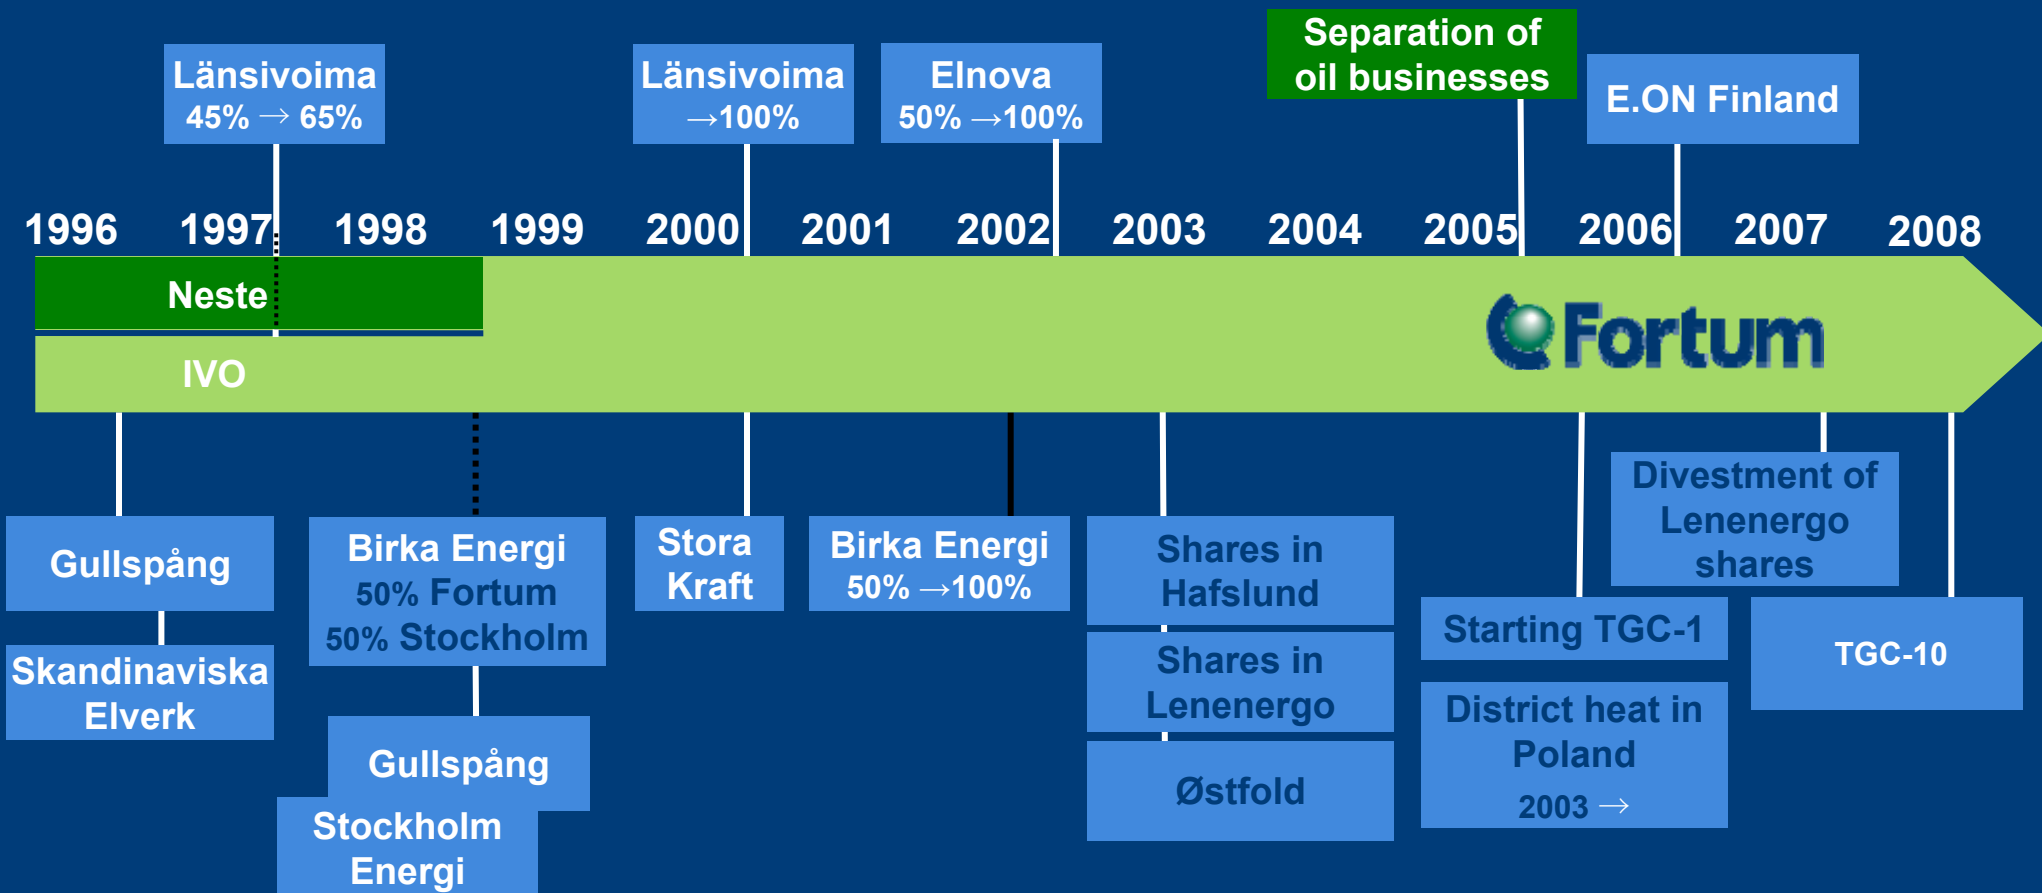 Länsivoima
45% → 65%
Länsivoima
→100%
Elnova
50% →100%
Separation of
oil businesses
E.ON Finland
1996 1997 1998 1999 2000 2001 2002 2003 2004 2005 2006 2007 2008
Neste
IVO
Fortum
Gullspång
Skandinaviska
Elverk
Birka Energi
50% Fortum
50% Stockholm
Gullspång
Stockholm
Energi
Stora
Kraft
Birka Energi
50% →100%
Shares in
Hafslund
Shares in
Lenenergo
Østfold
Starting TGC-1
District heat in
Poland
2003 →
Divestment of
Lenenergo
shares
TGC-10